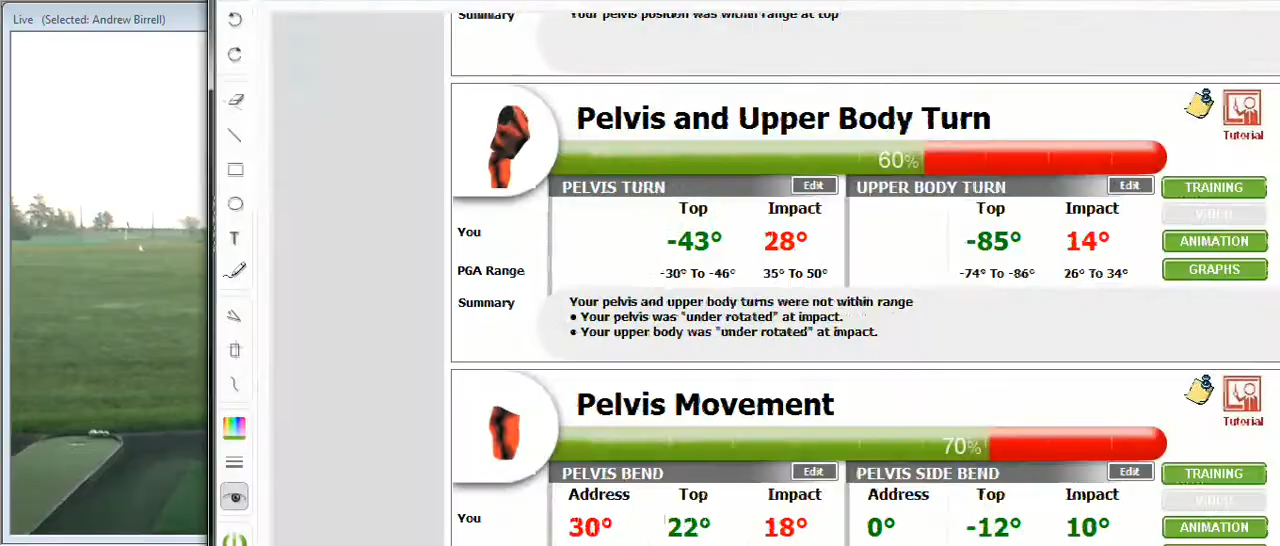 Live (Selected: Andrew Birrell)
Summary
Your pelvis position was within range at top
Pelvis and Upper Body Turn
Tutorial
60%
PELVIS TURN Edit UPPER BODY TURN Edit TRAINING
Top Impact Top Impact
VIDEO
You -43° 28° -85° 14° ANIMATION
PGA Range -30° To -46° 35° To 50° -74° To -86° 26° To 34° GRAPHS
Summary
Your pelvis and upper body turns were not within range
• Your pelvis was "under rotated" at impact.
• Your upper body was "under rotated" at impact.
Pelvis Movement
Tutorial
70%
PELVIS BEND Edit PELVIS SIDE BEND Edit TRAINING
Address Top Impact Address Top Impact
VIDEO
You 30° 22° 18° 0° -12° 10° ANIMATION